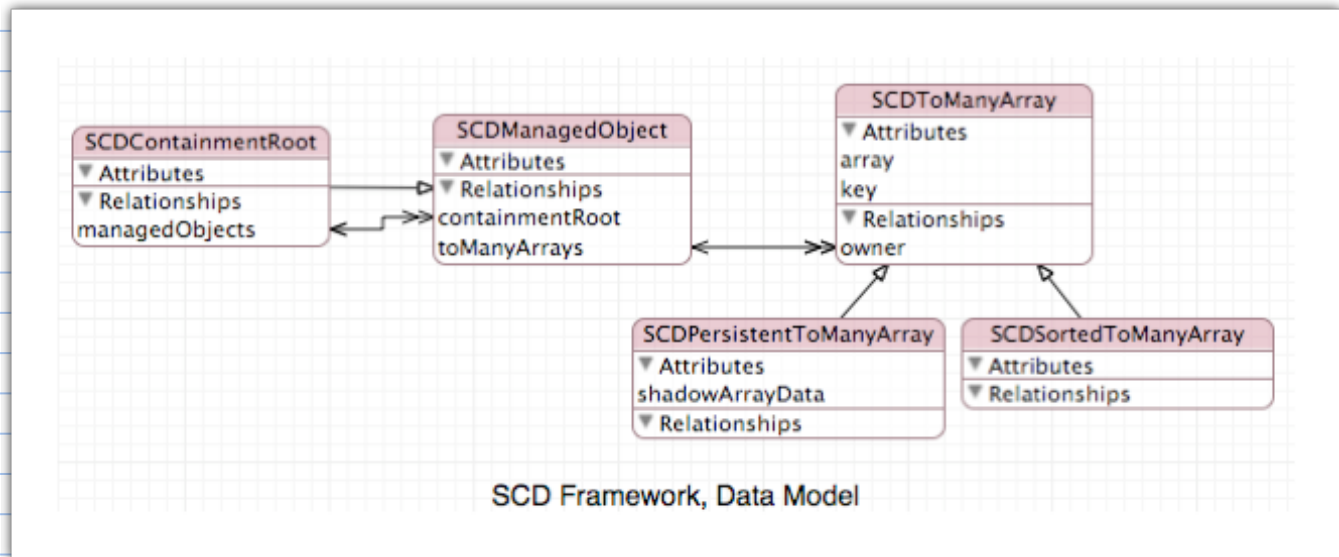 SCDContainmentRoot
Attributes
Relationships
managedObjects
SCDManagedObject
Attributes
Relationships
containmentRoot
toManyArrays
SCDToManyArray
Attributes
array
key
Relationships
owner
SCDPersistentToManyArray
Attributes
shadowArrayData
Relationships
SCDSortedToManyArray
Attributes
Relationships
SCD Framework, Data Model